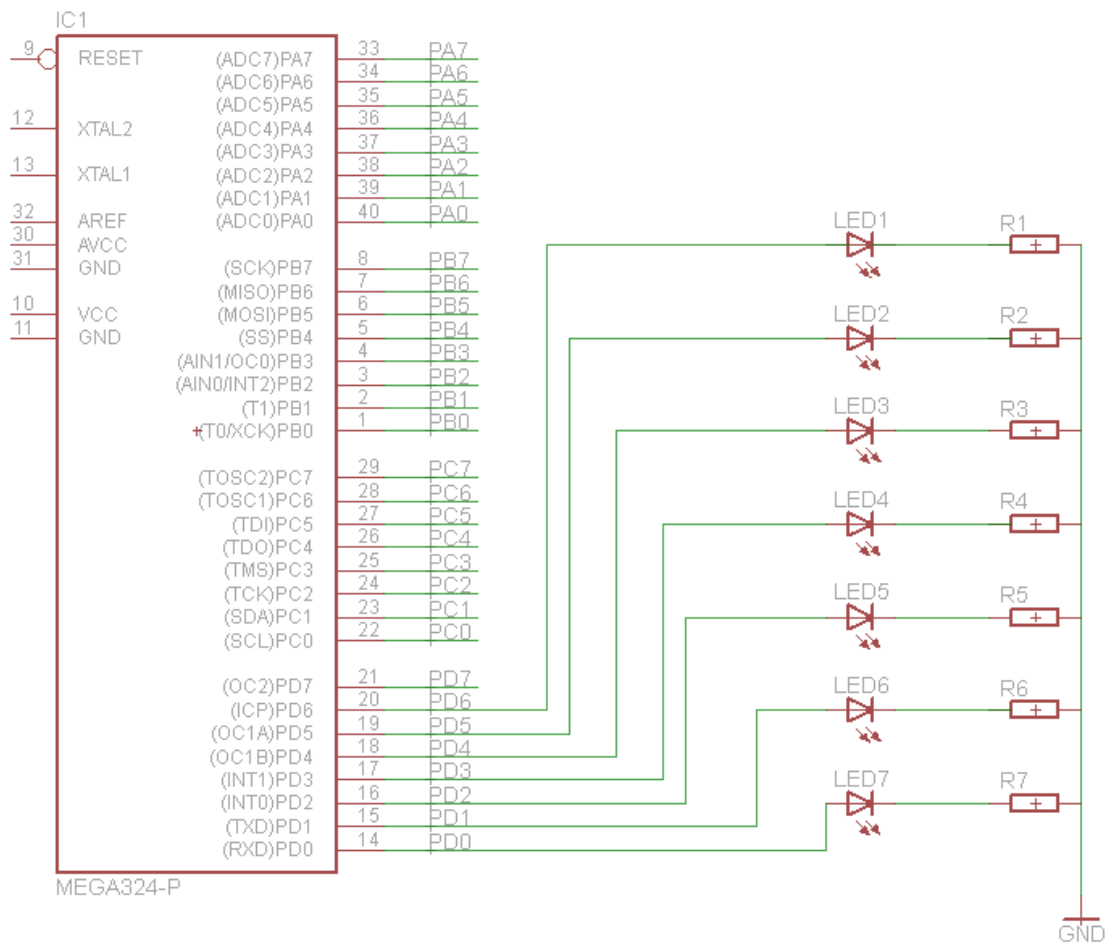 IC1
9 RESET (ADC7)PA7 33 PA7
(ADC6)PA6 34 PA6
(ADC5)PA5 35 PA5
12 XTAL2 (ADC4)PA4 36 PA4
(ADC3)PA3 37 PA3
13 XTAL1 (ADC2)PA2 38 PA2
(ADC1)PA1 39 PA1
32 AREF (ADC0)PA0 40 PA0
30 AVCC
31 GND (SCK)PB7 8 PB7
(MISO)PB6 7 PB6
10 VCC (MOSI)PB5 6 PB5
11 GND (SS)PB4 5 PB4
(AIN1/OC0)PB3 4 PB3
(AIN0/INT2)PB2 3 PB2
(T1)PB1 2 PB1
(T0/XCK)PB0 1 PB0
(TOSC2)PC7 29 PC7
(TOSC1)PC6 28 PC6
(TDI)PC5 27 PC5
(TDO)PC4 26 PC4
(TMS)PC3 25 PC3
(TCK)PC2 24 PC2
(SDA)PC1 23 PC1
(SCL)PC0 22 PC0
(OC2)PD7 21 PD7
(ICP)PD6 20 PD6
(OC1A)PD5 19 PD5
(OC1B)PD4 18 PD4
(INT1)PD3 17 PD3
(INT0)PD2 16 PD2
(TXD)PD1 15 PD1
(RXD)PD0 14 PD0
MEGA324-P
LED1 R1
LED2 R2
LED3 R3
LED4 R4
LED5 R5
LED6 R6
LED7 R7
GND